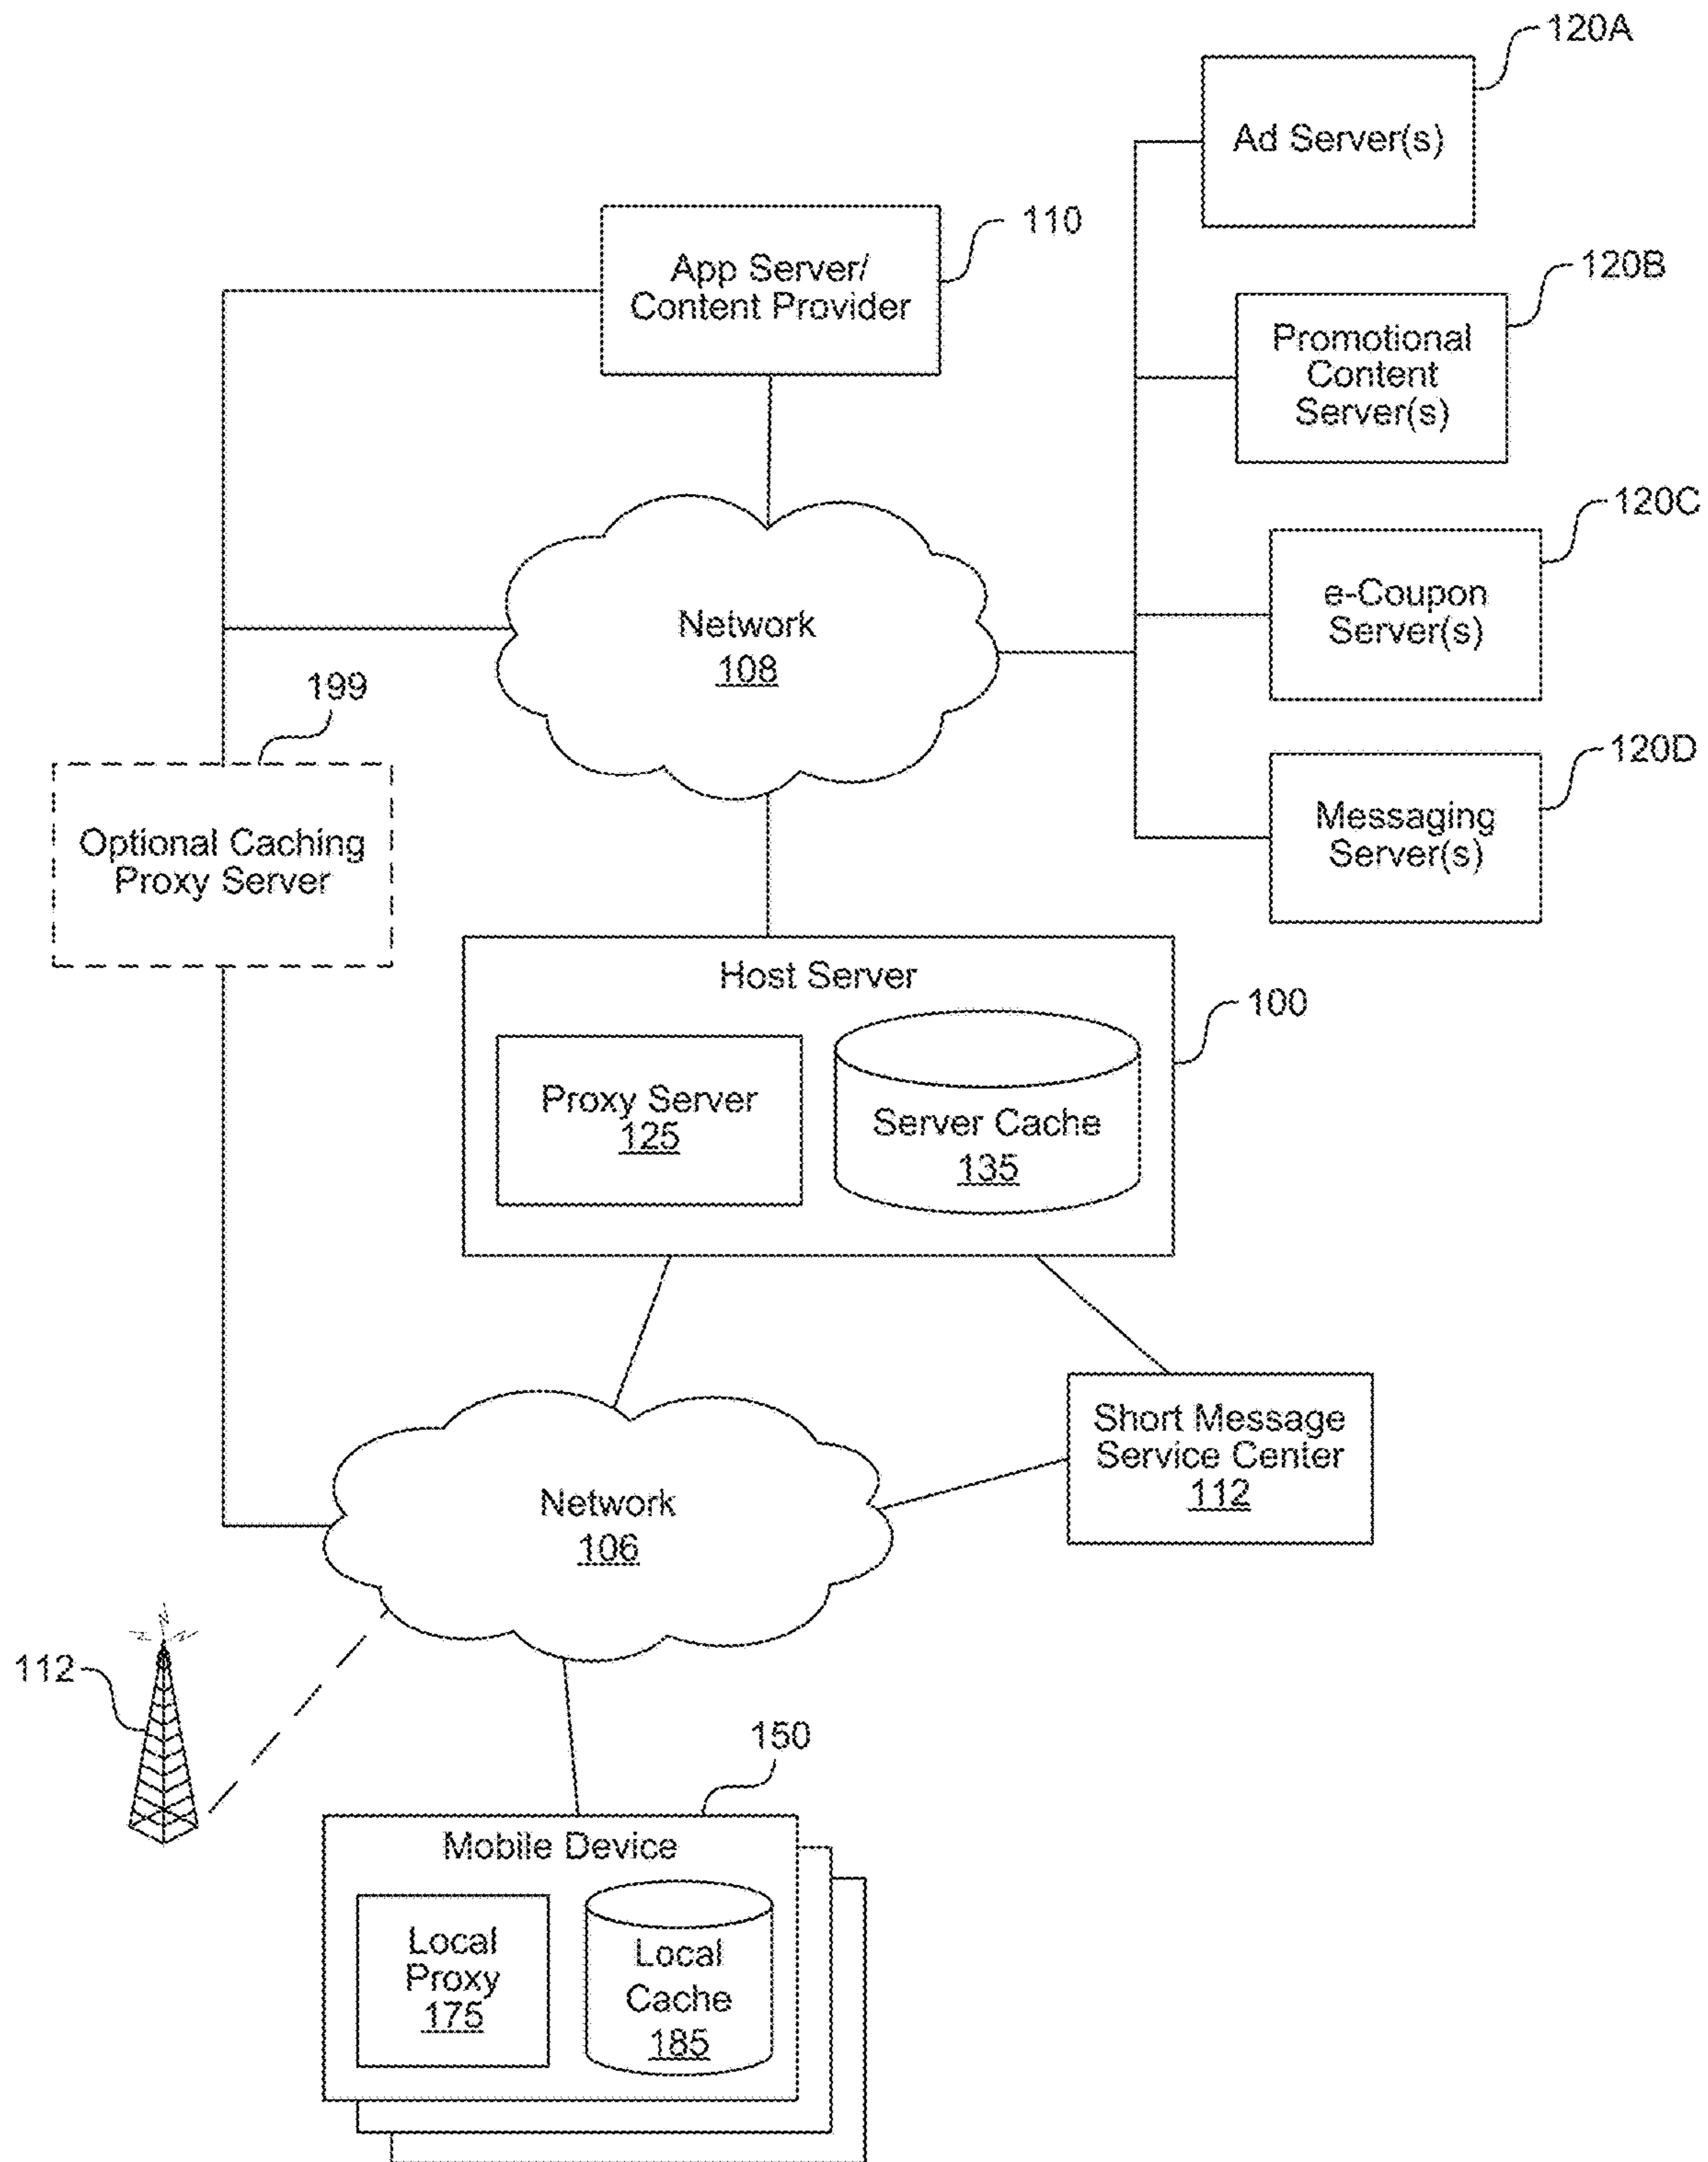 120A
Ad Server(s)
110
App Server/
Content Provider
120B
Promotional
Content
Server(s)
120C
e-Coupon
Server(s)
Network
108
199
120D
Messaging
Server(s)
Optional Caching
Proxy Server
Host Server
100
Proxy Server
125
Server Cache
135
Short Message
Service Center
112
Network
106
112
150
Mobile Device
Local
Proxy
175
Local
Cache
185